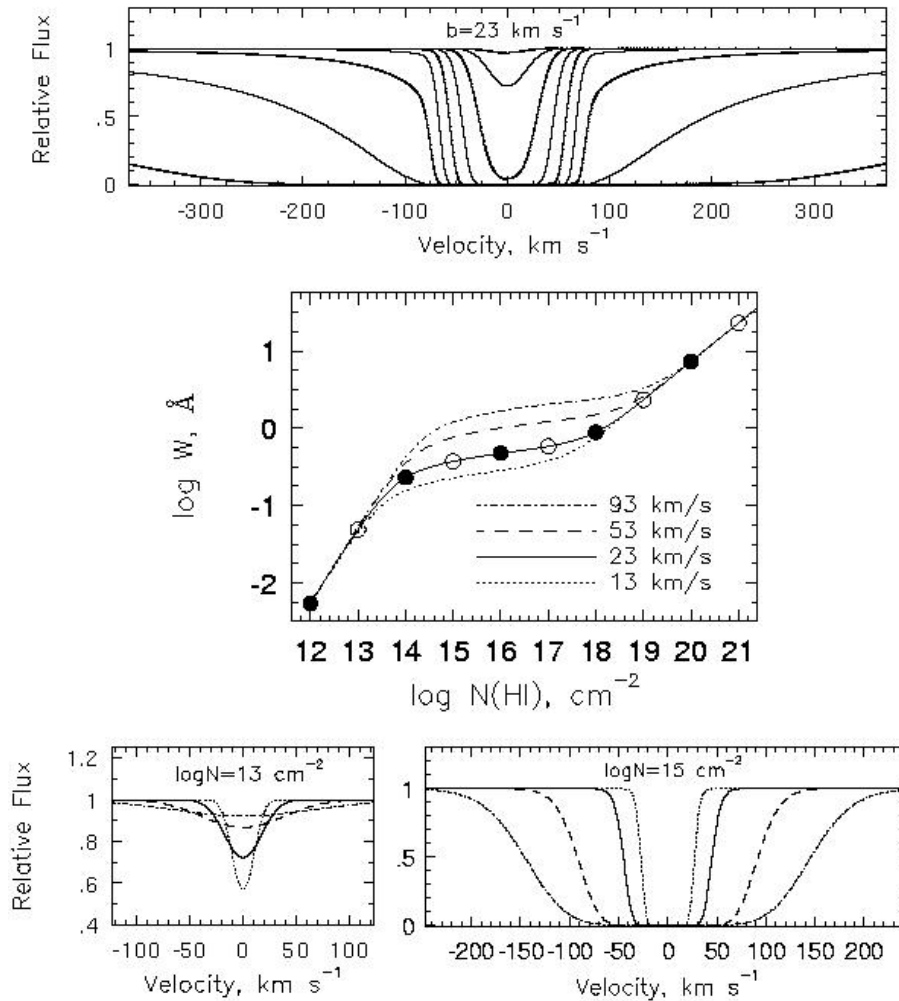 b=23 km s⁻¹
Relative Flux
1
.5
0
-300 -200 -100 0 100 200 300
Velocity, km s⁻¹
log W, Å
1
0
-1
-2
93 km/s
53 km/s
23 km/s
13 km/s
12 13 14 15 16 17 18 19 20 21
log N(HI), cm⁻²
Relative Flux
1.2
1
.8
.6
.4
logN=13 cm⁻²
-100 -50 0 50 100
Velocity, km s⁻¹
logN=15 cm⁻²
1
.5
0
-200 -150 -100 -50 0 50 100 150 200
Velocity, km s⁻¹